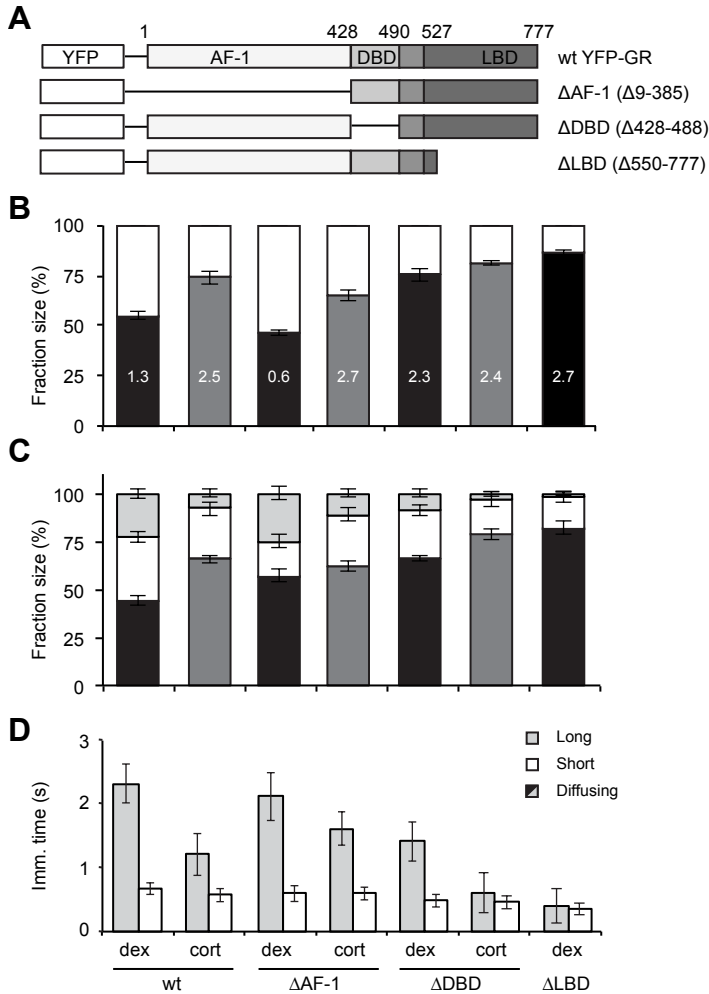 A
1 428 490 527 777
YFP AF-1 DBD LBD wt YFP-GR
ΔAF-1 (Δ9-385)
ΔDBD (Δ428-488)
ΔLBD (Δ550-777)
B
Fraction size (%)
100
75
50
25
0
1.3 2.5 0.6 2.7 2.3 2.4 2.7
C
Fraction size (%)
100
75
50
25
0
D
Imm. time (s)
3
2
1
0
Long
Short
Diffusing
dex cort dex cort dex cort dex
wt ΔAF-1 ΔDBD ΔLBD